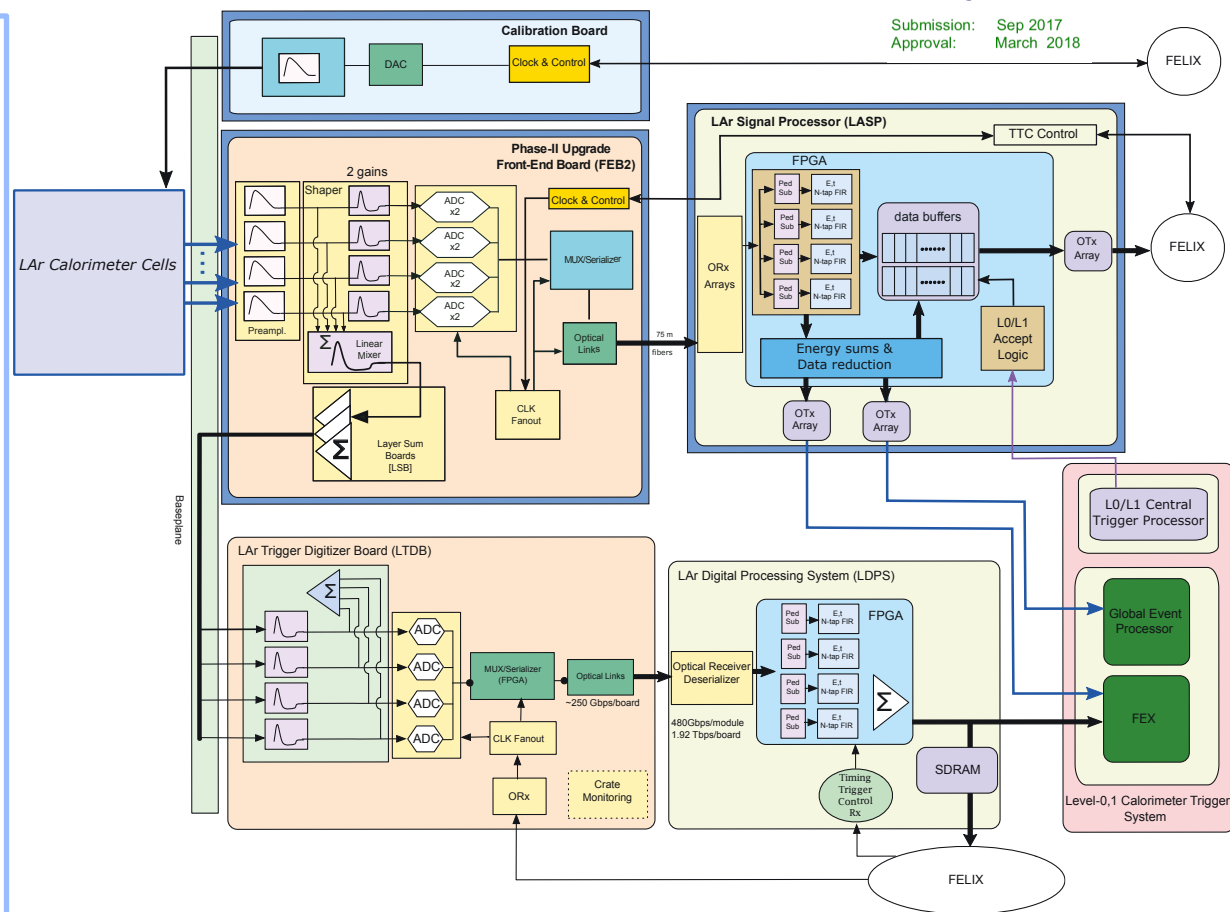 Submission: Sep 2017
Approval: March 2018
Calibration Board
DAC
Clock & Control
FELIX
LAr Calorimeter Cells
Baseplane
Phase-II Upgrade
Front-End Board (FEB2)
2 gains
Shaper
Preampl.
ADC
x2
ADC
x2
ADC
x2
ADC
x2
Clock & Control
MUX/Serializer
Optical
Links
CLK
Fanout
Σ
Linear
Mixer
Σ
Layer Sum
Boards
[LSB]
75 m
fibers
LAr Signal Processor (LASP)
TTC Control
FPGA
ORx
Arrays
Ped
Sub
E,t
N-tap FIR
Ped
Sub
E,t
N-tap FIR
Ped
Sub
E,t
N-tap FIR
Ped
Sub
E,t
N-tap FIR
data buffers
OTx
Array
FELIX
L0/L1
Accept
Logic
Energy sums &
Data reduction
OTx
Array
OTx
Array
L0/L1 Central
Trigger Processor
Global Event
Processor
FEX
Level-0,1 Calorimeter Trigger
System
LAr Trigger Digitizer Board (LTDB)
Σ
ADC
ADC
ADC
ADC
MUX/Serializer
(FPGA)
Optical Links
~250 Gbps/board
CLK Fanout
ORx
Crate
Monitoring
LAr Digital Processing System (LDPS)
Optical Receiver
Deserializer
480Gbps/module
1.92 Tbps/board
FPGA
Ped
Sub
E,t
N-tap FIR
Ped
Sub
E,t
N-tap FIR
Ped
Sub
E,t
N-tap FIR
Ped
Sub
E,t
N-tap FIR
Σ
SDRAM
Timing
Trigger
Control
Rx
FELIX